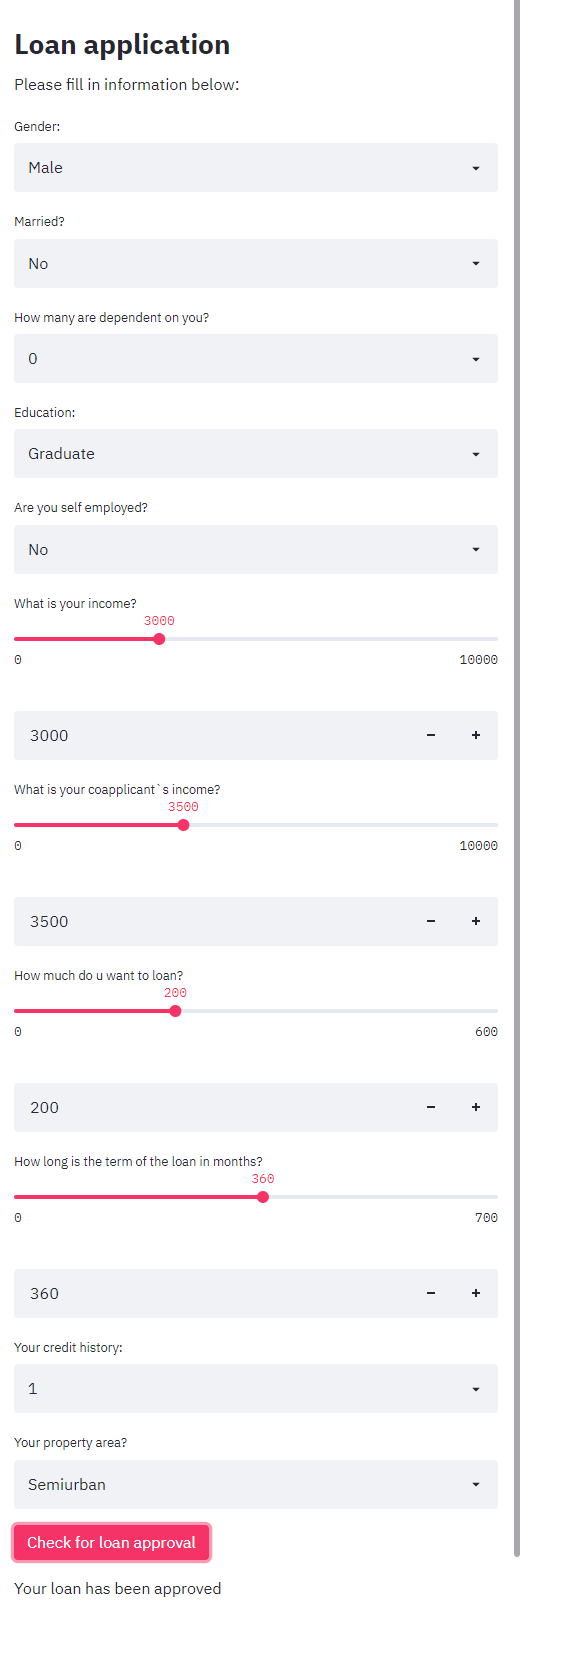 Loan application
Please fill in information below:
Gender:
Male
Married?
No
How many are dependent on you?
0
Education:
Graduate
Are you self employed?
No
What is your income?
3000
0 10000
3000
What is your coapplicant`s income?
3500
0 10000
3500
How much do u want to loan?
200
0 600
200
How long is the term of the loan in months?
360
0 700
360
Your credit history:
1
Your property area?
Semiurban
Check for loan approval
Your loan has been approved